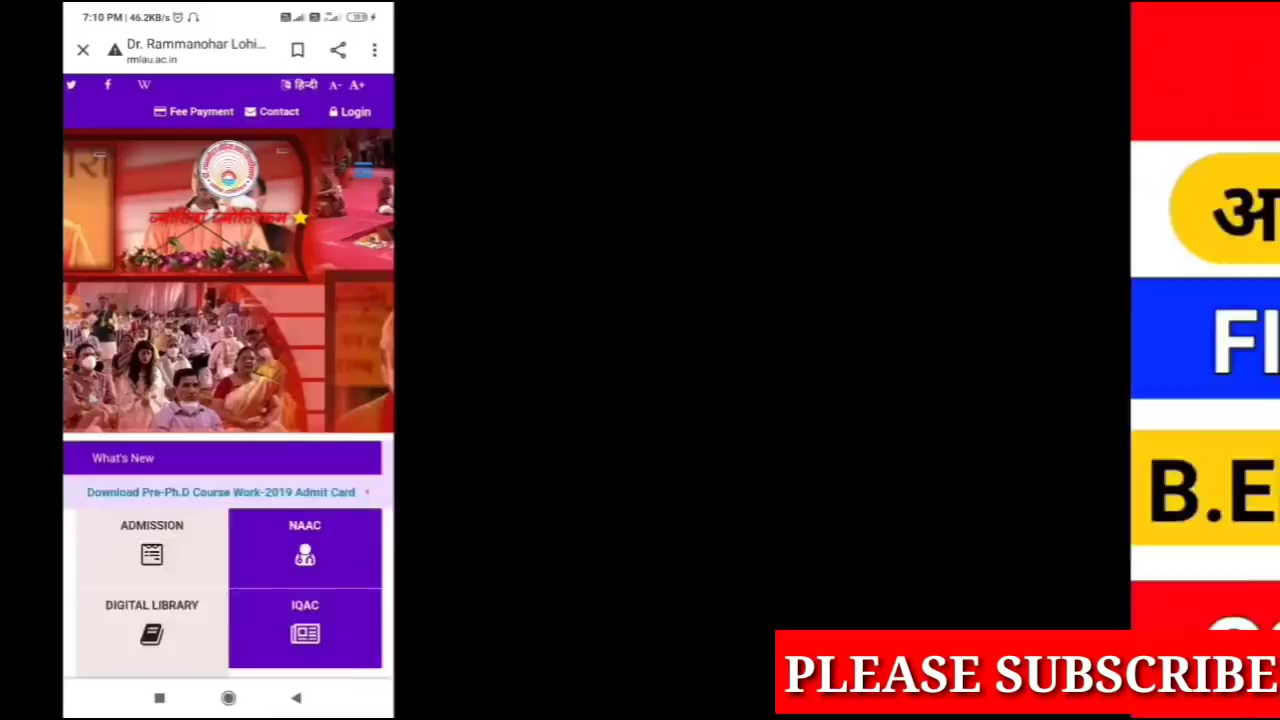 7:10 PM | 46.2KB/s
Dr. Rammanohar Lohi...
rmlau.ac.in
W
हिन्दी A- A+
Fee Payment Contact Login
What's New
Download Pre-Ph.D Course Work-2019 Admit Card
ADMISSION NAAC
DIGITAL LIBRARY IQAC
अ
FI
B.E
PLEASE SUBSCRIBE